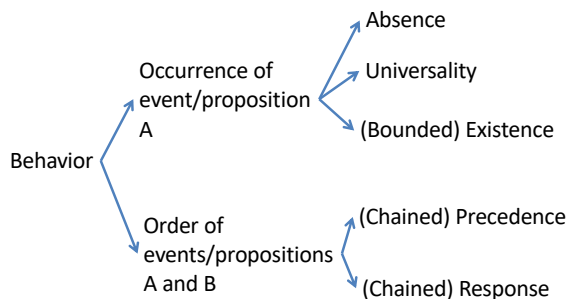 Absence
Occurrence of
event/proposition
A
Universality
(Bounded) Existence
Behavior
Order of
events/propositions
A and B
(Chained) Precedence
(Chained) Response